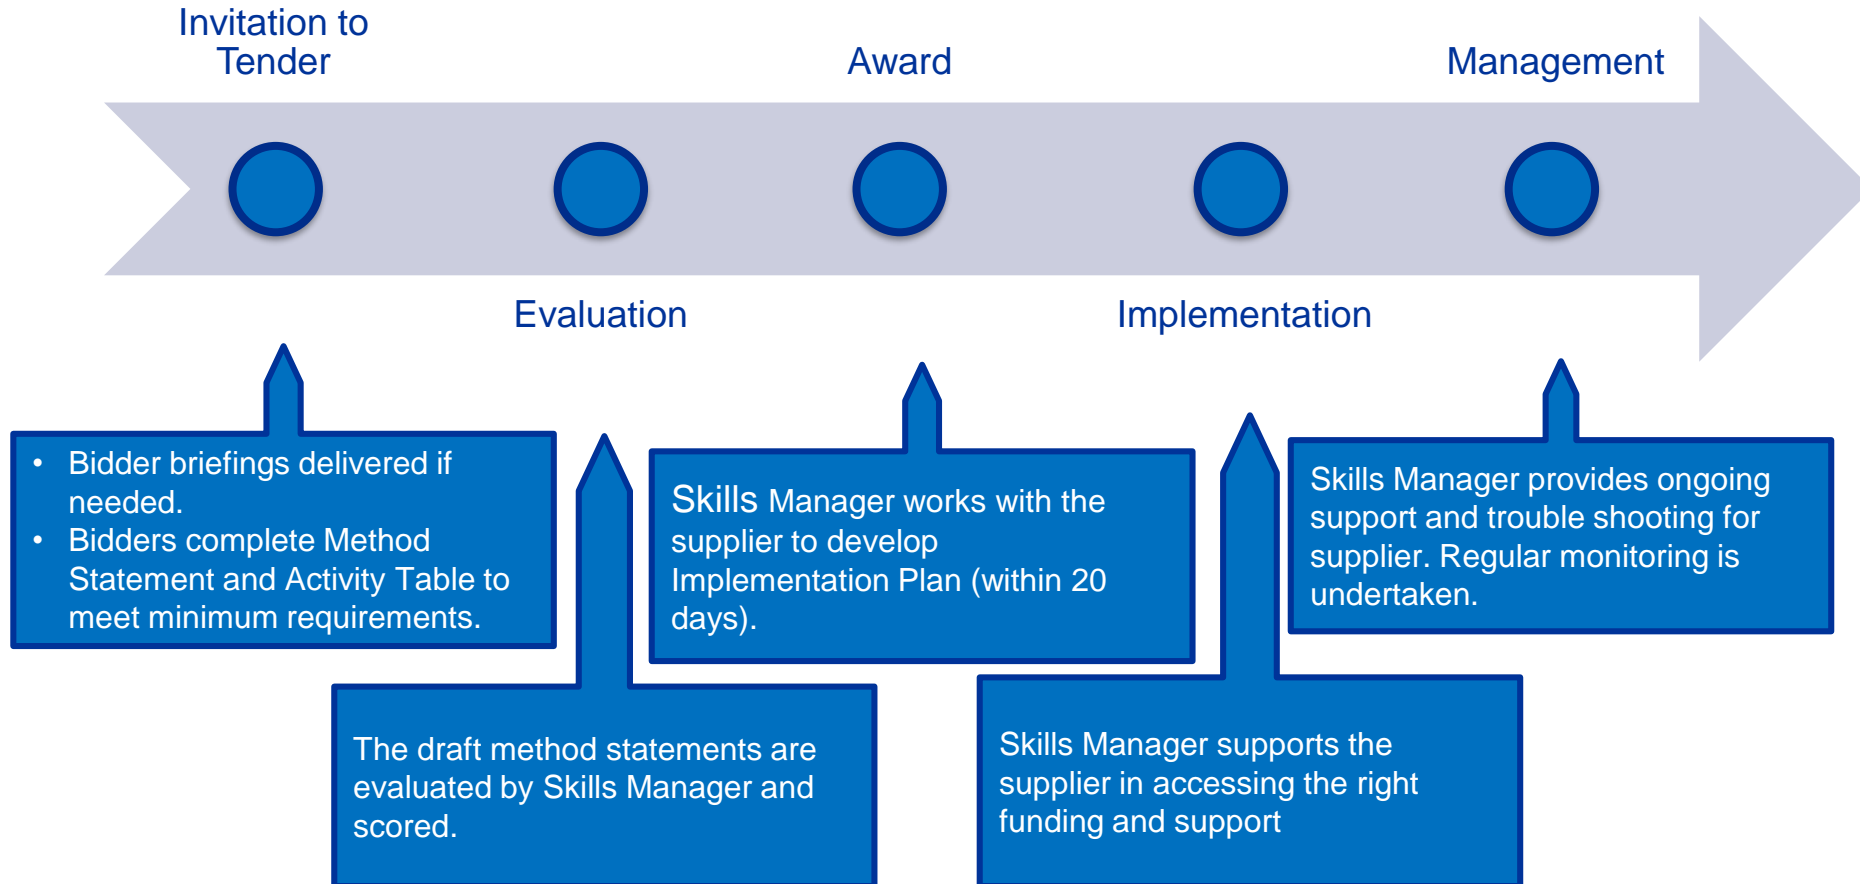 Invitation to
Tender
Award
Management
Evaluation
Implementation
• Bidder briefings delivered if
needed.
• Bidders complete Method
Statement and Activity Table to
meet minimum requirements.
Skills Manager works with the
supplier to develop
Implementation Plan (within 20
days).
Skills Manager provides ongoing
support and trouble shooting for
supplier. Regular monitoring is
undertaken.
The draft method statements are
evaluated by Skills Manager and
scored.
Skills Manager supports the
supplier in accessing the right
funding and support